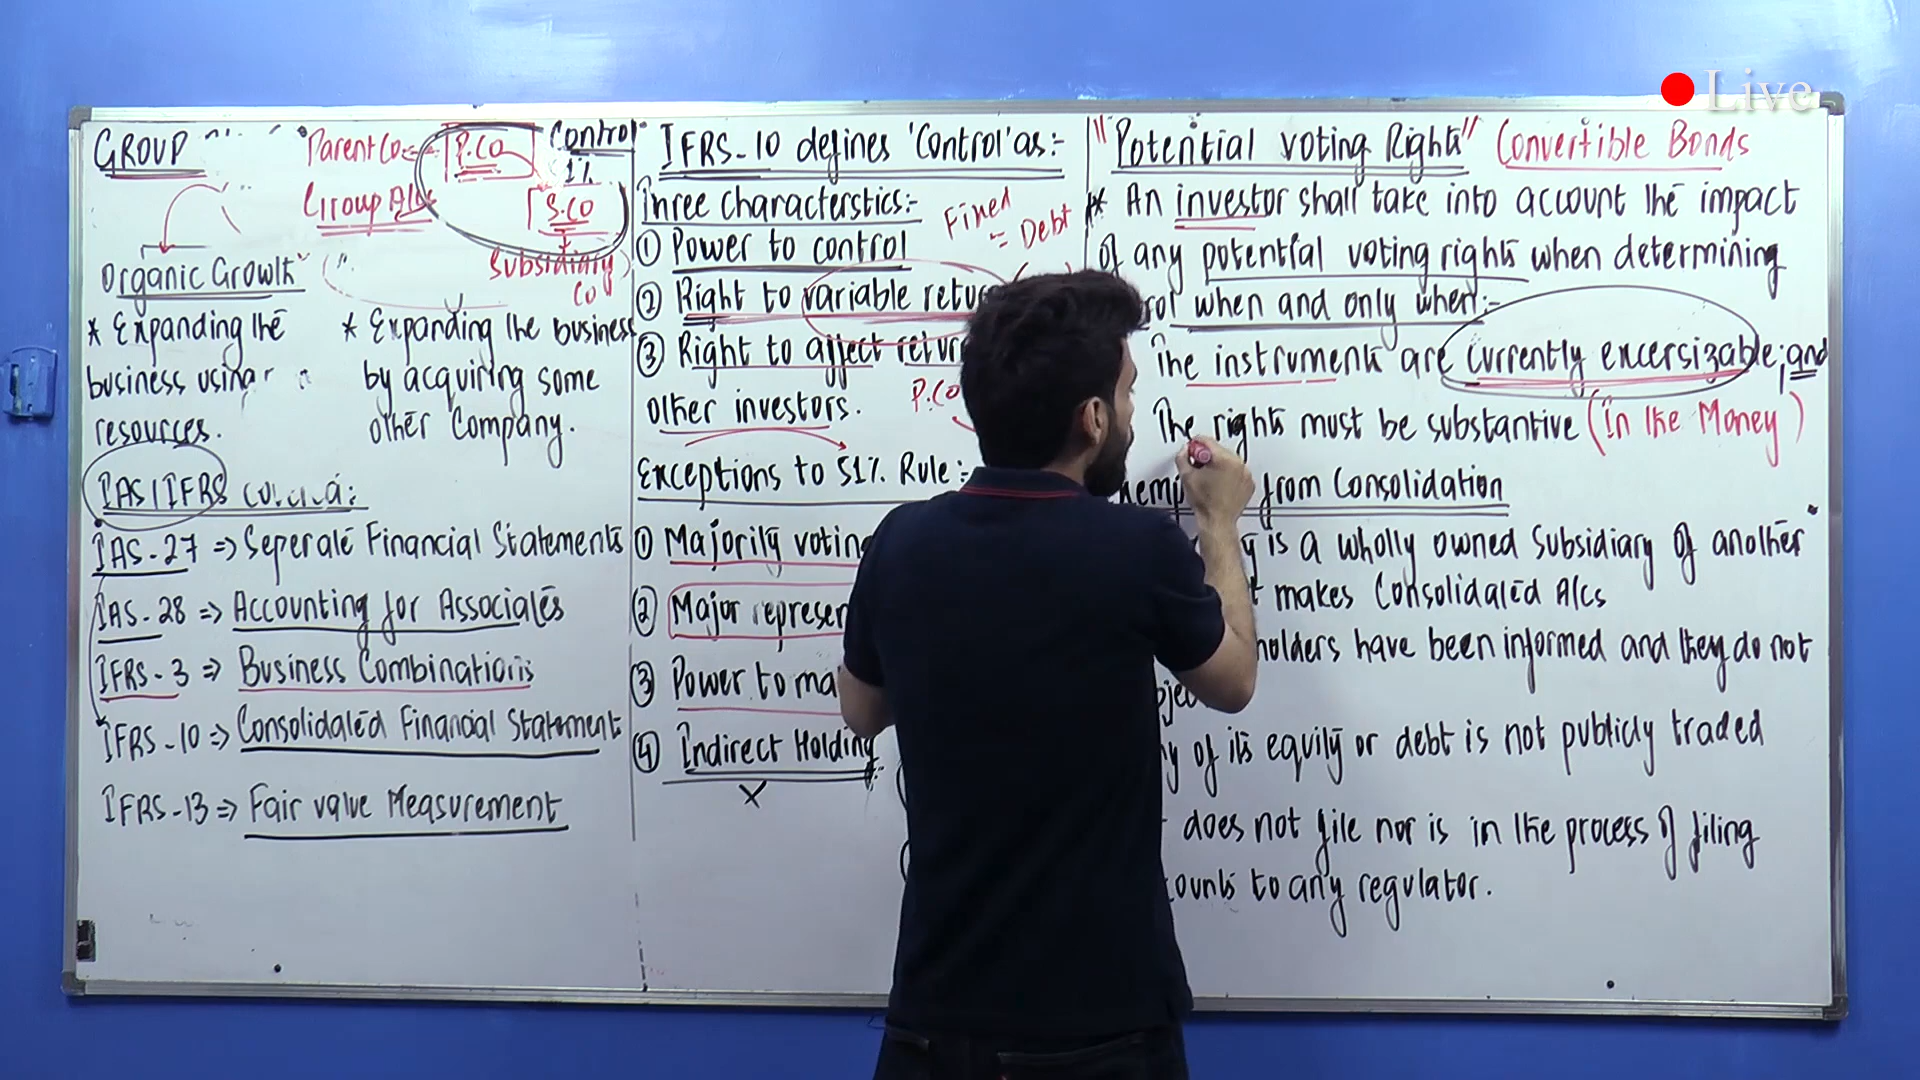 Live
GROUP
Parent Co
P.CO
Control
51%
Group A/cs
S.CO
Subsidiary
Co
Organic Growth
* Expanding the
business using
resources.
* Expanding the business
by acquiring some
other Company.
IAS/IFRS
IAS-27 => Seperate Financial Statements
IAS-28 => Accounting for Associates
IFRS-3 => Business Combinations
IFRS-10 => Consolidated Financial Statement
IFRS-13 => Fair value Measurement
IFRS-10 defines 'Control' as:-
Three Characterstics:-
① Power to control
Fixed
= Debt
② Right to variable return
③ Right to affect return
other investors.
P.CO
Exceptions to 51% Rule:-
① Majority voting
② Major represen
③ Power to ma
④ Indirect Holding
X
"Potential voting Rights" Convertible Bonds
* An investor shall take into account the impact
of any potential voting rights when determining
rol when and only when:-
The instruments are currently excersizable; and
The rights must be substantive (In the Money)
from Consolidation
is a wholly owned Subsidiary of another
makes Consolidated A/cs
holders have been informed and they do not
bject
of its equity or debt is not publicly traded
does not file nor is in the process of filing
counts to any regulator.